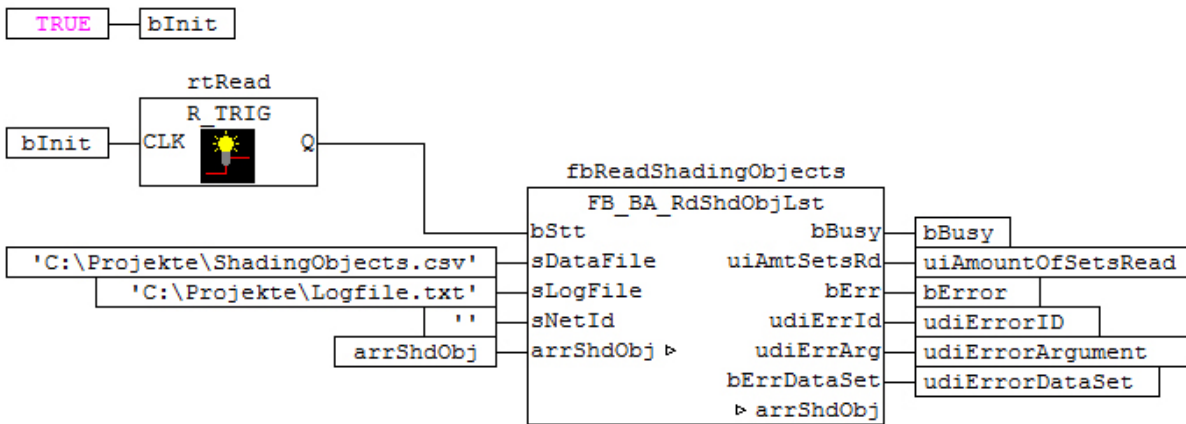 TRUE bInit
rtRead
R_TRIG
bInit CLK Q
fbReadShadingObjects
FB_BA_RdShdObjLst
bStt bBusy bBusy
'C:\Projekte\ShadingObjects.csv' sDataFile uiAmtSetsRd uiAmountOfSetsRead
'C:\Projekte\Logfile.txt' sLogFile bErr bError
'' sNetId udiErrId udiErrorID
arrShdObj arrShdObj ▷ udiErrArg udiErrorArgument
bErrDataSet udiErrorDataSet
▷ arrShdObj